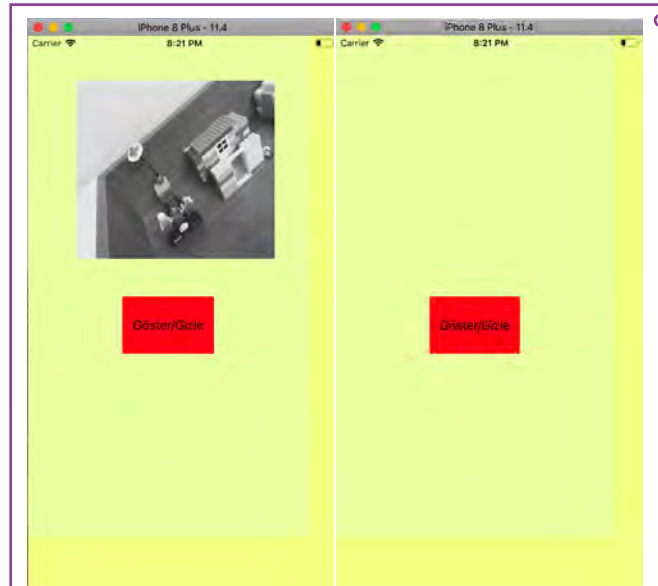 iPhone 8 Plus - 11.4
Carrier 8:21 PM
Göster/Gizle
iPhone 8 Plus - 11.4
Carrier 8:21 PM
Göster/Gizle